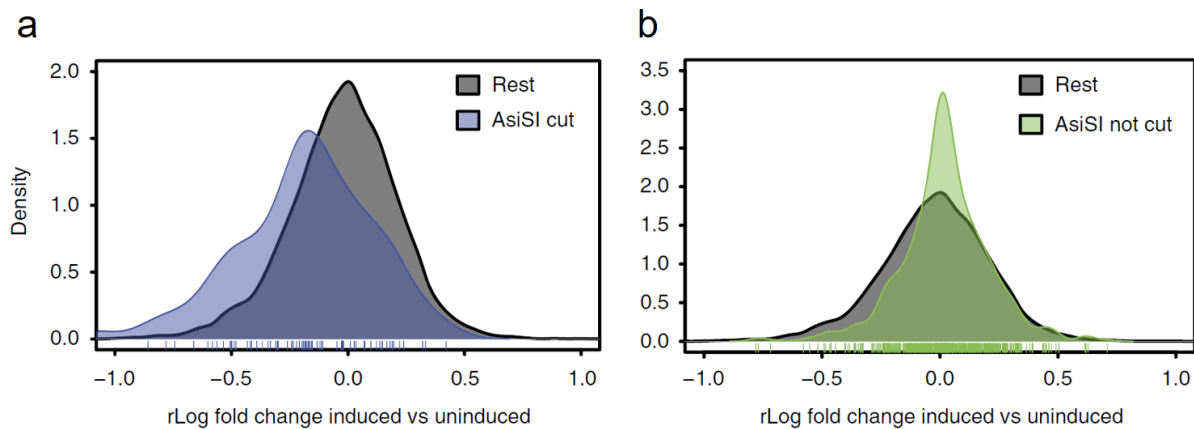 a
b
2.0
1.5
1.0
0.5
0.0
Density
Rest
AsiSI cut
−1.0 −0.5 0.0 0.5 1.0
rLog fold change induced vs uninduced
3.5
3.0
2.5
2.0
1.5
1.0
0.5
0.0
Rest
AsiSI not cut
−1.0 −0.5 0.0 0.5 1.0
rLog fold change induced vs uninduced